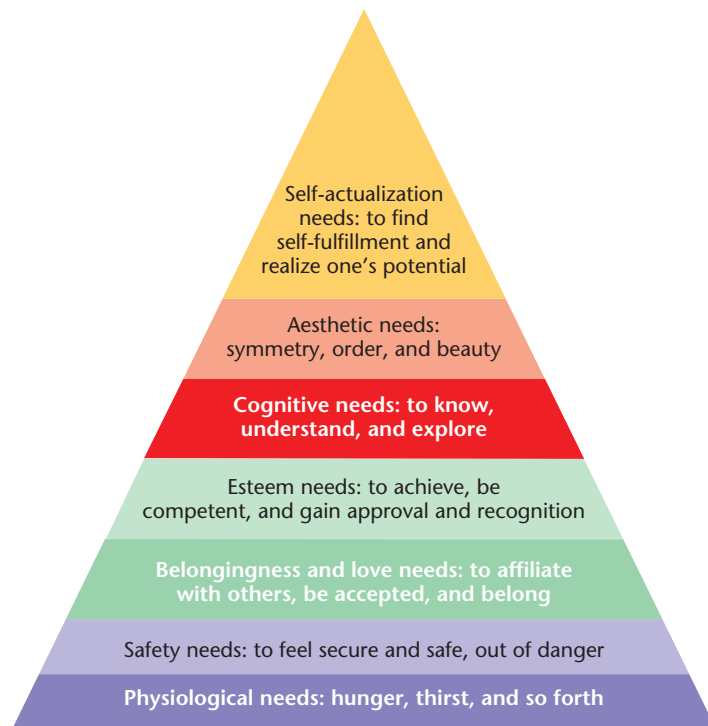 Self-actualization
needs: to find
self-fulfillment and
realize one’s potential
Aesthetic needs:
symmetry, order, and beauty
Cognitive needs: to know,
understand, and explore
Esteem needs: to achieve, be
competent, and gain approval and recognition
Belongingness and love needs: to affiliate
with others, be accepted, and belong
Safety needs: to feel secure and safe, out of danger
Physiological needs: hunger, thirst, and so forth